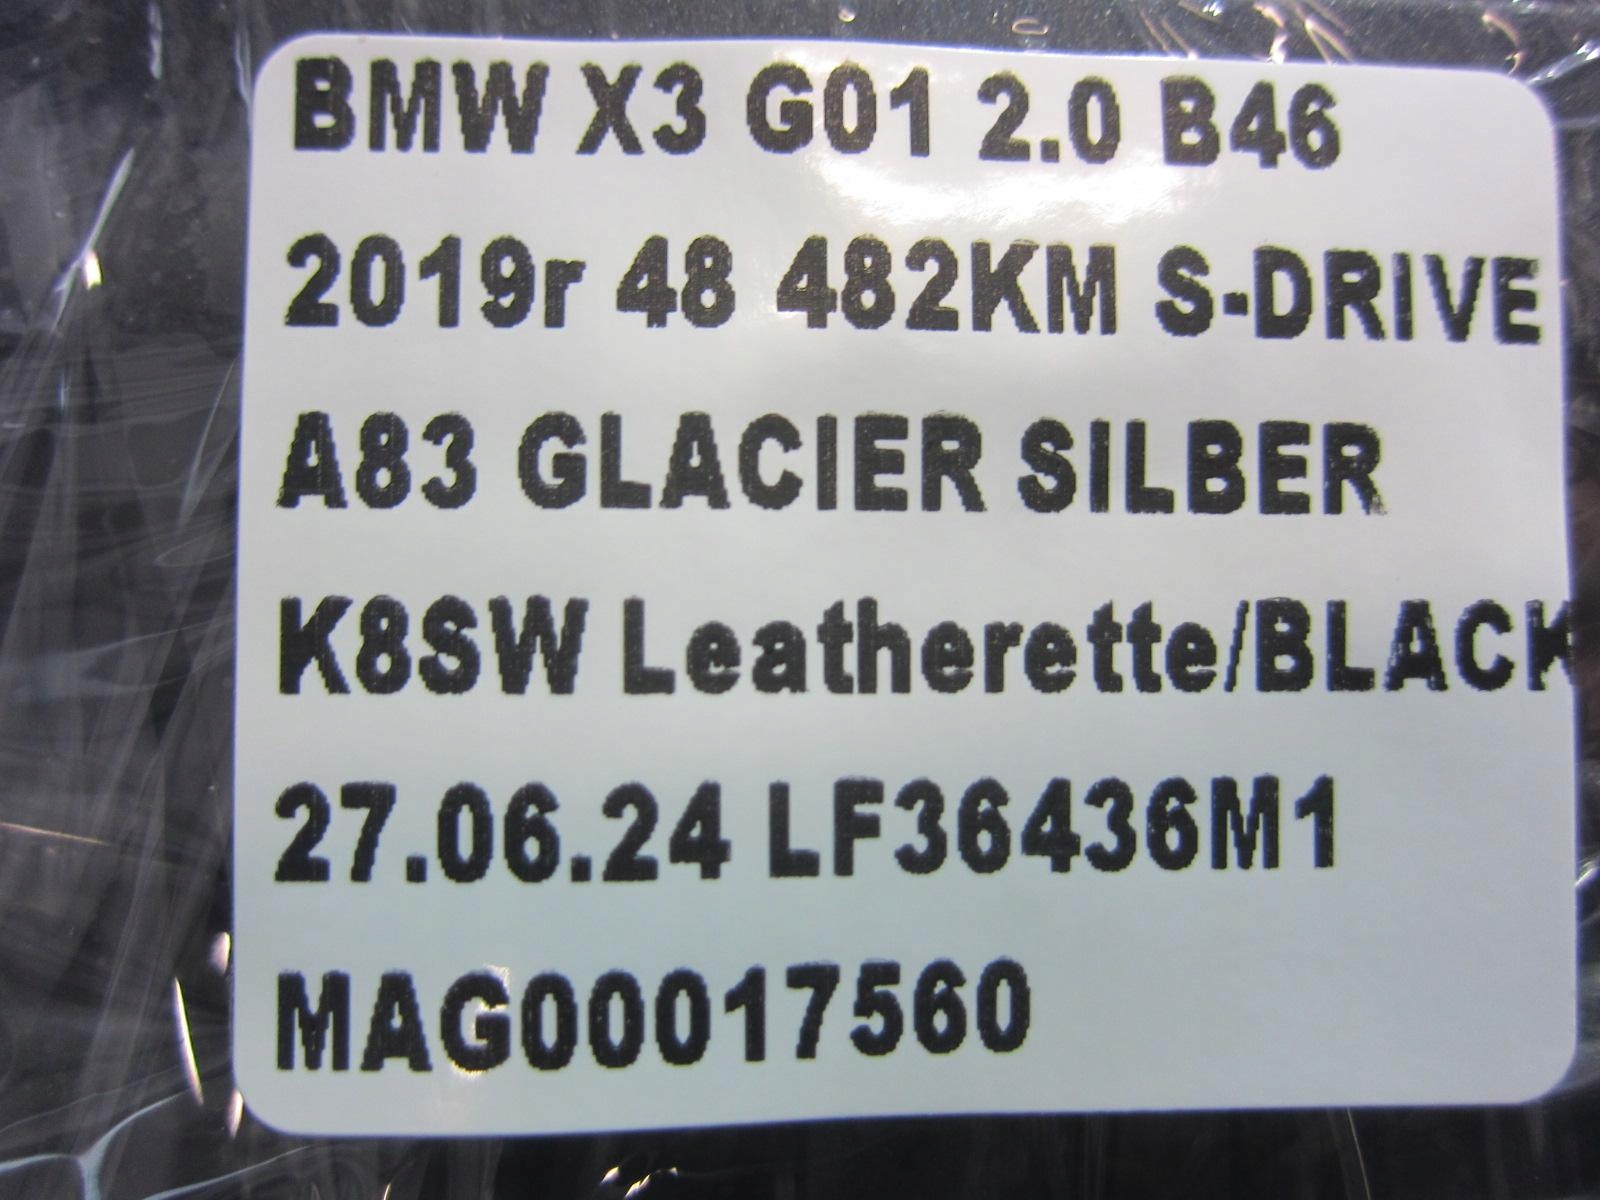 BMW X3 G01 2.0 B46
2019r 48 482KM S-DRIVE
A83 GLACIER SILBER
K8SW Leatherette/BLACK
27.06.24 LF36436M1
MAG00017560